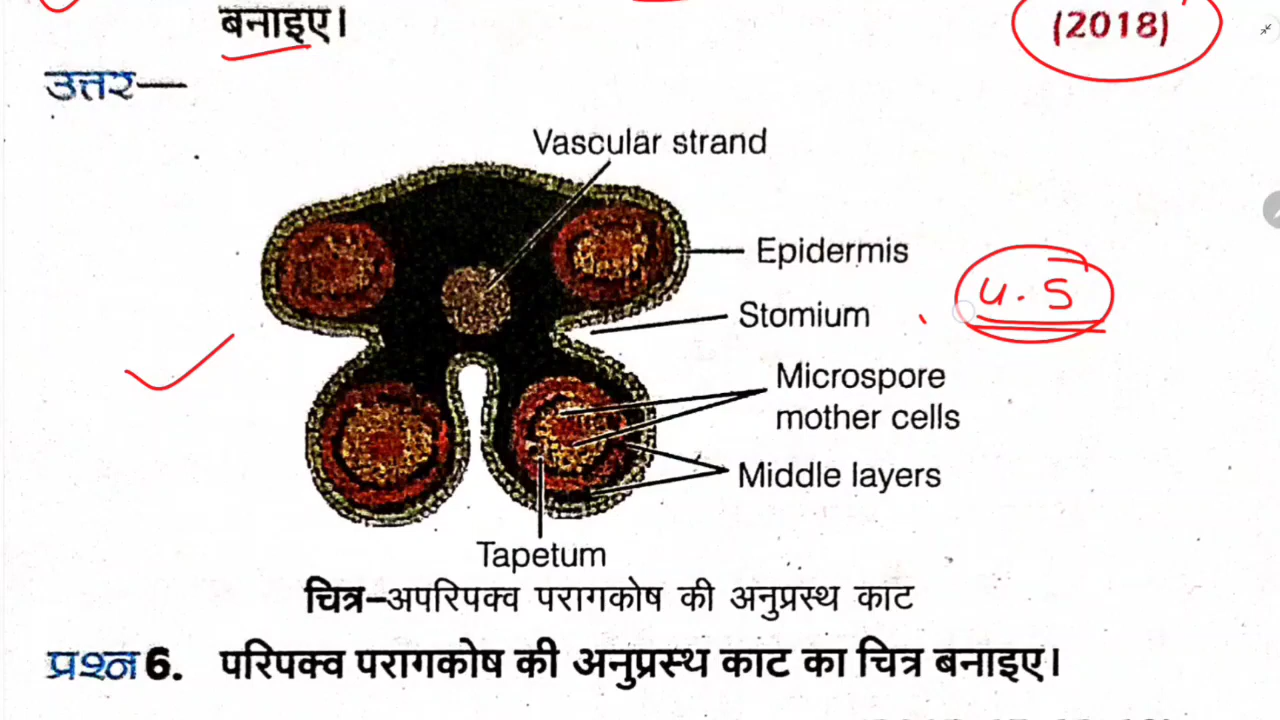 बनाइए।
(2018)
उत्तर—
Vascular strand
Epidermis
Stomium
U.S
Microspore
mother cells
Middle layers
Tapetum
चित्र–अपरिपक्व परागकोष की अनुप्रस्थ काट
प्रश्न 6. परिपक्व परागकोष की अनुप्रस्थ काट का चित्र बनाइए।